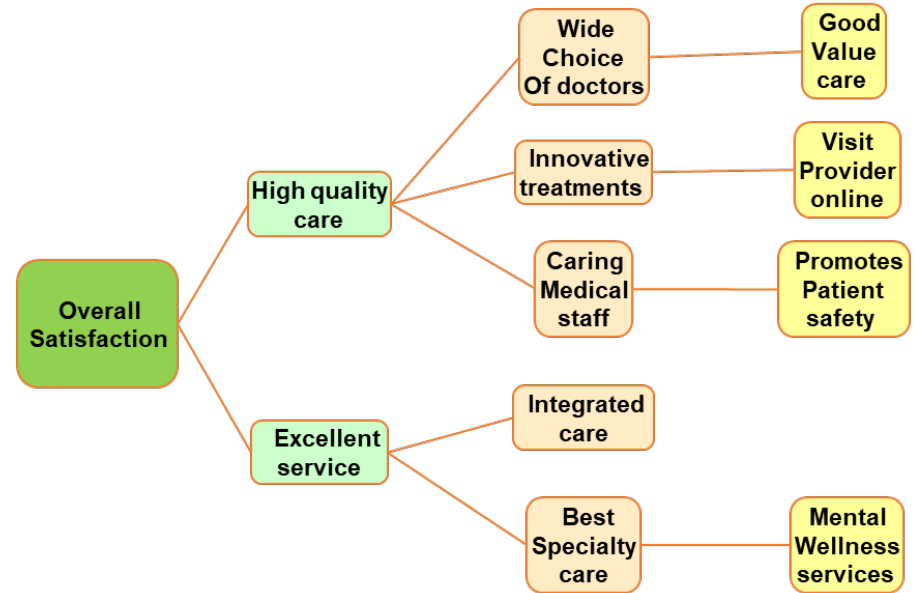 Overall
Satisfaction
High quality
care
Excellent
service
Wide
Choice
Of doctors
Innovative
treatments
Caring
Medical
staff
Integrated
care
Best
Specialty
care
Good
Value
care
Visit
Provider
online
Promotes
Patient
safety
Mental
Wellness
services